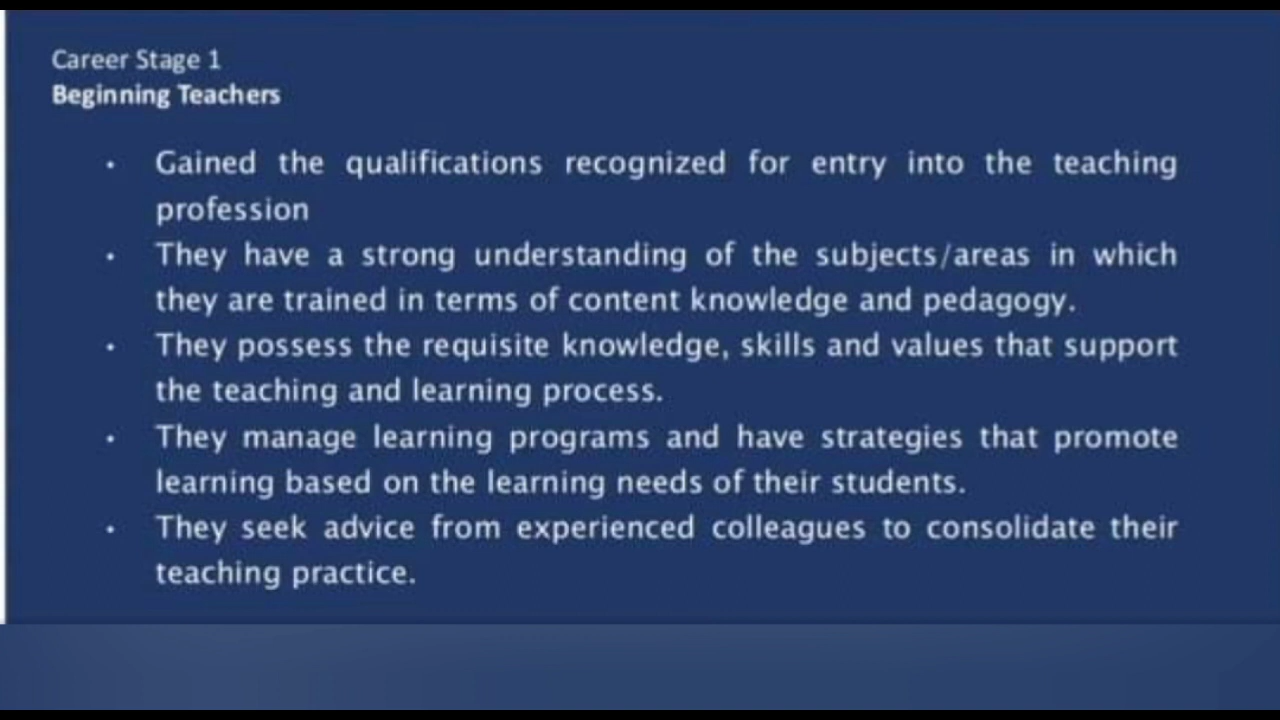 Career Stage 1
Beginning Teachers
• Gained the qualifications recognized for entry into the teaching
profession
• They have a strong understanding of the subjects/areas in which
they are trained in terms of content knowledge and pedagogy.
• They possess the requisite knowledge, skills and values that support
the teaching and learning process.
• They manage learning programs and have strategies that promote
learning based on the learning needs of their students.
• They seek advice from experienced colleagues to consolidate their
teaching practice.